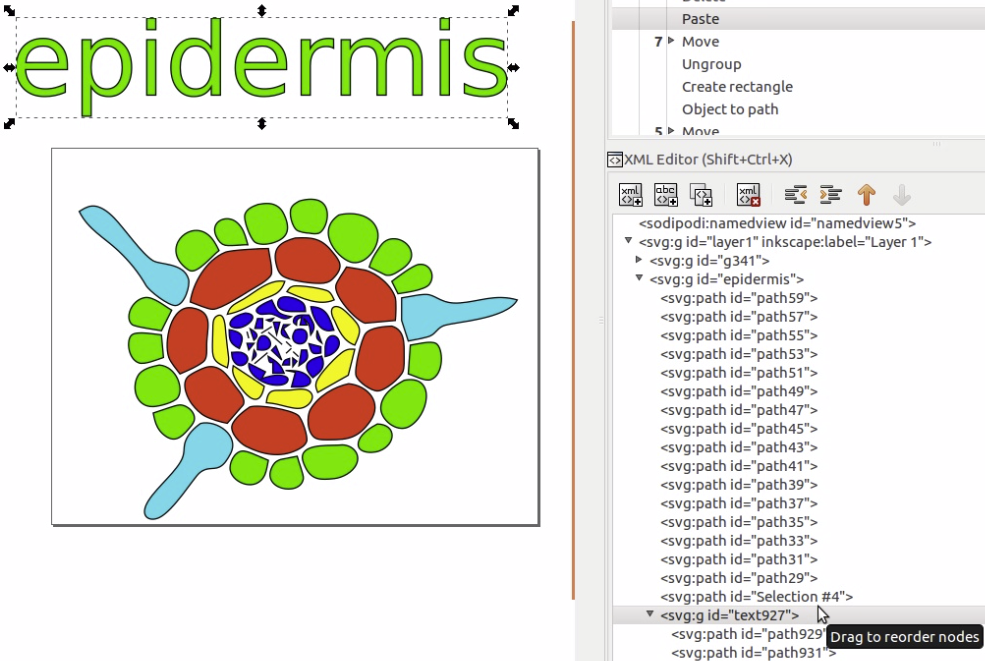 epidermis
Delete
Paste
7 Move
Ungroup
Create rectangle
Object to path
5 Move
XML Editor (Shift+Ctrl+X)
<sodipodi:namedview id="namedview5">
<svg:g id="layer1" inkscape:label="Layer 1">
<svg:g id="g341">
<svg:g id="epidermis">
<svg:path id="path59">
<svg:path id="path57">
<svg:path id="path55">
<svg:path id="path53">
<svg:path id="path51">
<svg:path id="path49">
<svg:path id="path47">
<svg:path id="path45">
<svg:path id="path43">
<svg:path id="path41">
<svg:path id="path39">
<svg:path id="path37">
<svg:path id="path35">
<svg:path id="path33">
<svg:path id="path31">
<svg:path id="path29">
<svg:path id="Selection #4">
<svg:g id="text927">
<svg:path id="path929"
Drag to reorder nodes
<svg:path id="path931">